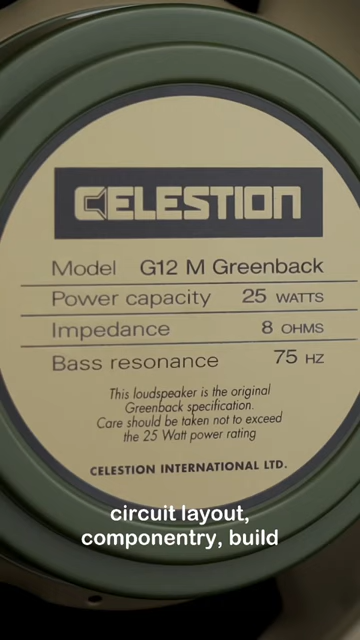 CELESTION
Model G12 M Greenback
Power capacity 25 WATTS
Impedance 8 OHMS
Bass resonance 75 HZ
This loudspeaker is the original
Greenback specification.
Care should be taken not to exceed
the 25 Watt power rating
CELESTION INTERNATIONAL LTD.
circuit layout,
componentry, build